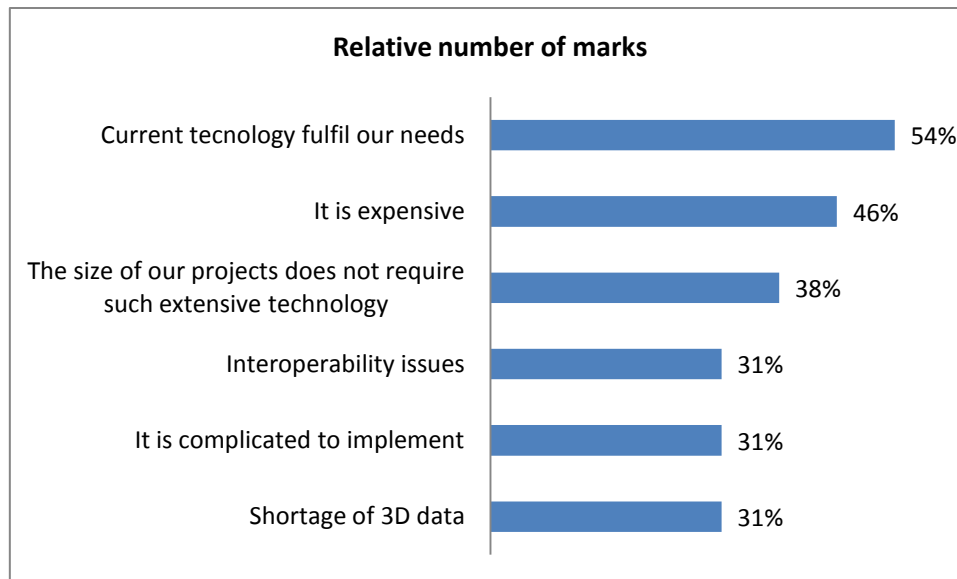 Relative number of marks
Current tecnology fulfil our needs
54%
It is expensive
46%
The size of our projects does not require
such extensive technology
38%
Interoperability issues
31%
It is complicated to implement
31%
Shortage of 3D data
31%